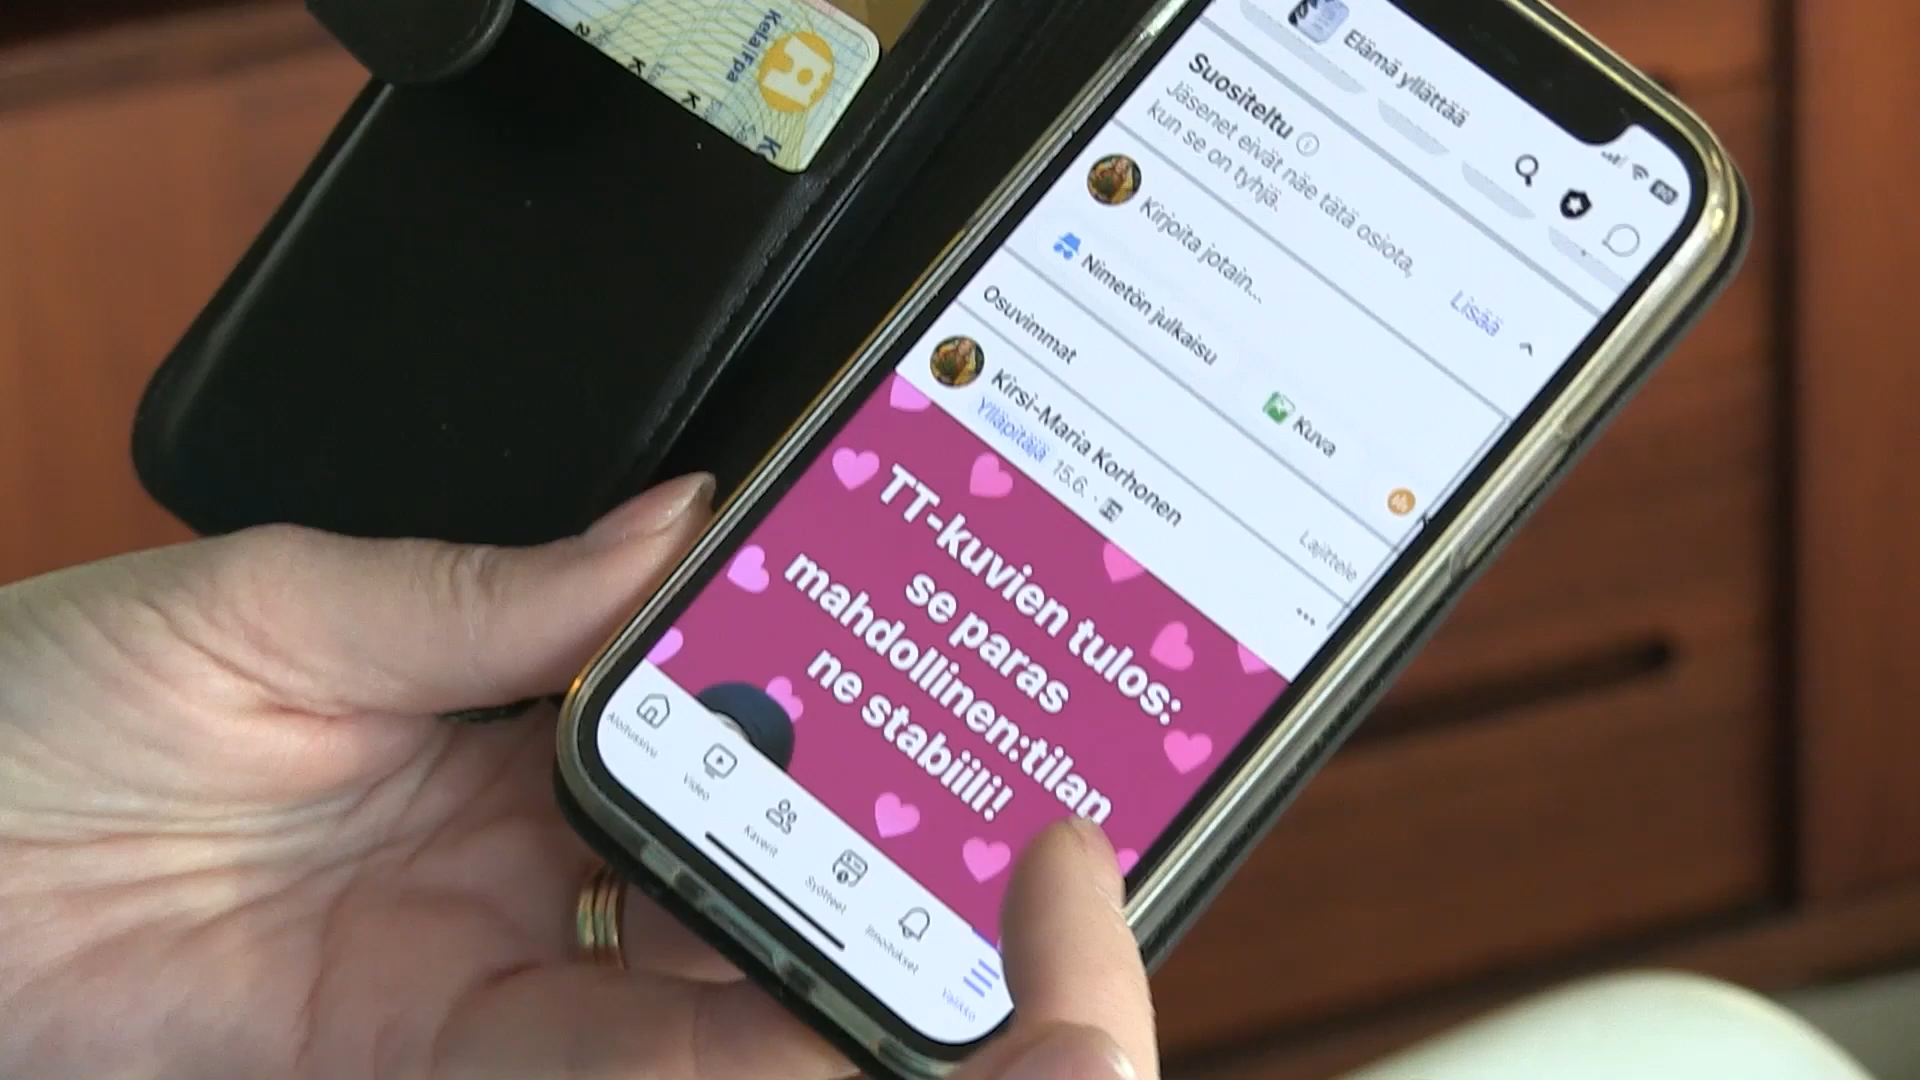 Kela|Fpa
Elämä yllättää
Suositeltu
Jäsenet eivät näe tätä osiota,
kun se on tyhjä.
Lisää
Kirjoita jotain...
Nimetön julkaisu
Kuva
Osuvimmat
Lajittele
Kirsi-Maria Korhonen
Ylläpitäjä 15.6.
TT-kuvien tulos:
se paras
mahdollinen:tilan
ne stabiili!
Aloitussivu
Video
Kaverit
Syötteet
Ilmoitukset
Valikko